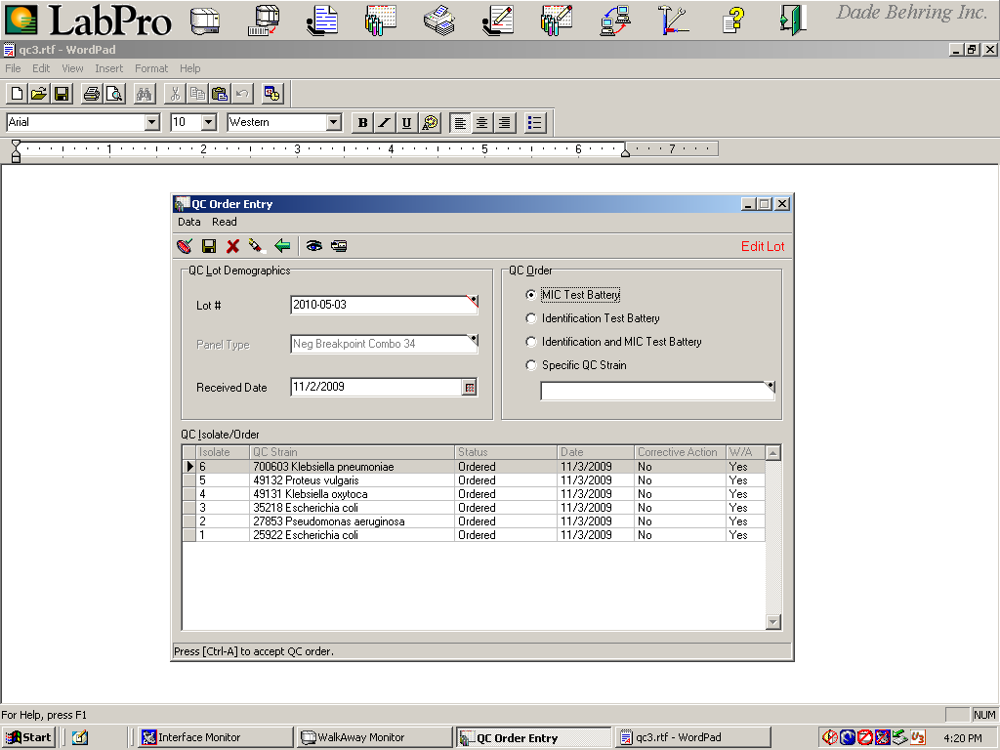 LabPro
Dade Behring Inc.
qc3.rtf - WordPad
File Edit View Insert Format Help
Arial 10 Western B I U
1 2 3 4 5 6 7
QC Order Entry
Data Read
Edit Lot
QC Lot Demographics
Lot # 2010-05-03
Panel Type Neg Breakpoint Combo 34
Received Date 11/2/2009
QC Order
MIC Test Battery
Identification Test Battery
Identification and MIC Test Battery
Specific QC Strain
QC Isolate/Order
Isolate QC Strain Status Date Corrective Action W/A
6 700603 Klebsiella pneumoniae Ordered 11/3/2009 No Yes
5 49132 Proteus vulgaris Ordered 11/3/2009 No Yes
4 49131 Klebsiella oxytoca Ordered 11/3/2009 No Yes
3 35218 Escherichia coli Ordered 11/3/2009 No Yes
2 27853 Pseudomonas aeruginosa Ordered 11/3/2009 No Yes
1 25922 Escherichia coli Ordered 11/3/2009 No Yes
Press [Ctrl-A] to accept QC order.
For Help, press F1
NUM
Start Interface Monitor WalkAway Monitor QC Order Entry qc3.rtf - WordPad 4:20 PM